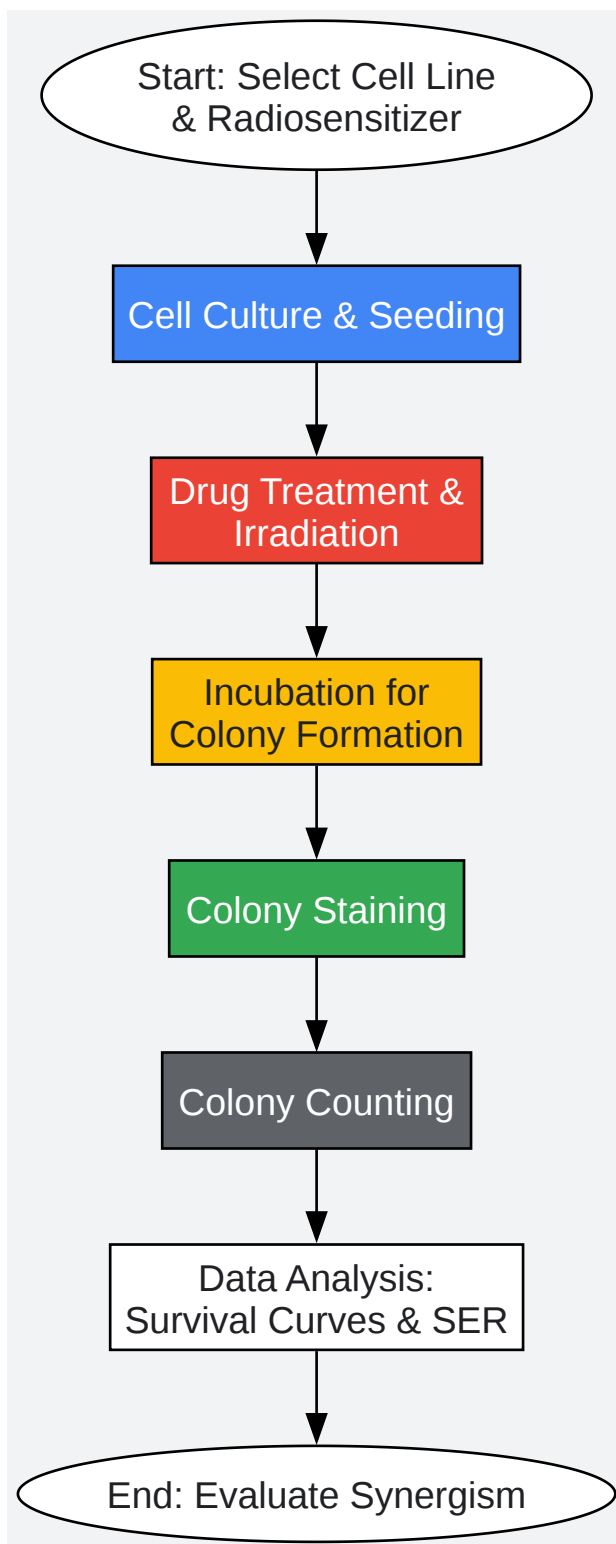 Start: Select Cell Line
& Radiosensitizer
Cell Culture & Seeding
Drug Treatment &
Irradiation
Incubation for
Colony Formation
Colony Staining
Colony Counting
Data Analysis:
Survival Curves & SER
End: Evaluate Synergism